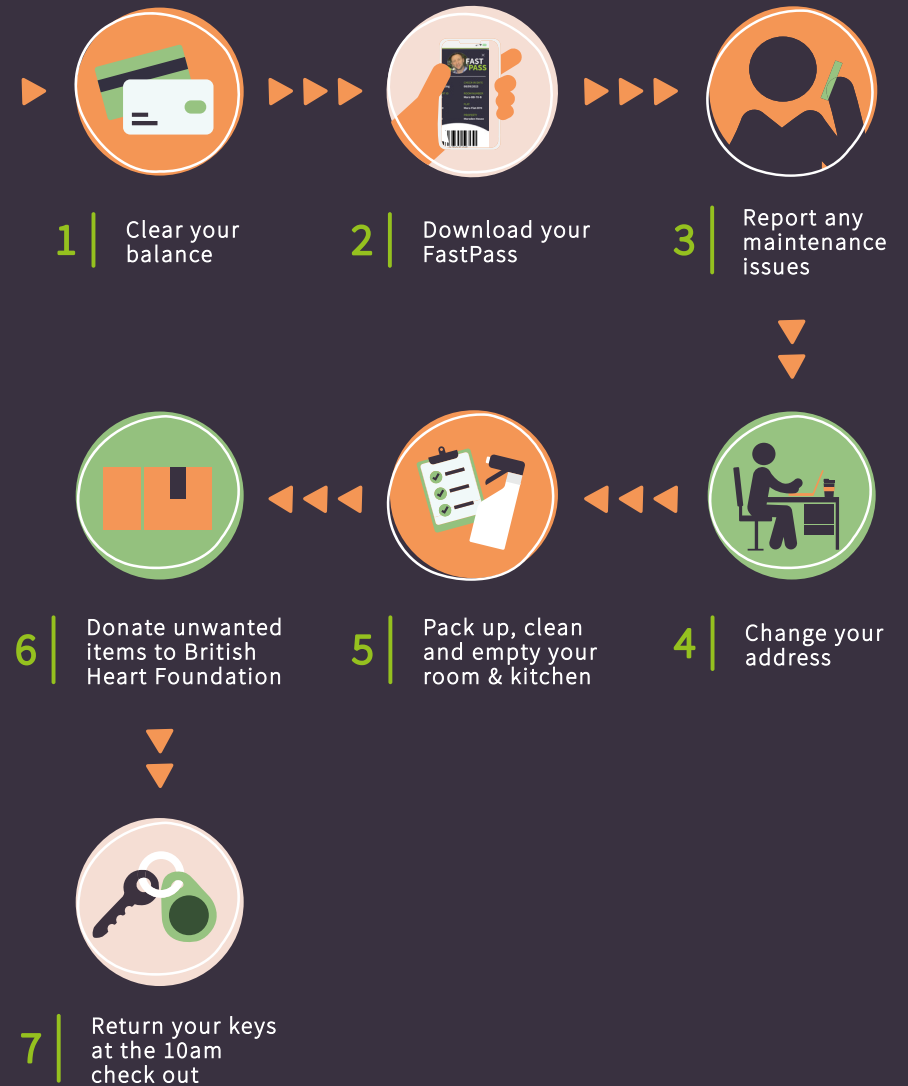 FAST
PASS
1
Clear your
balance
2
Download your
FastPass
3
Report any
maintenance
issues
4
Change your
address
5
Pack up, clean
and empty your
room & kitchen
6
Donate unwanted
items to British
Heart Foundation
7
Return your keys
at the 10am
check out